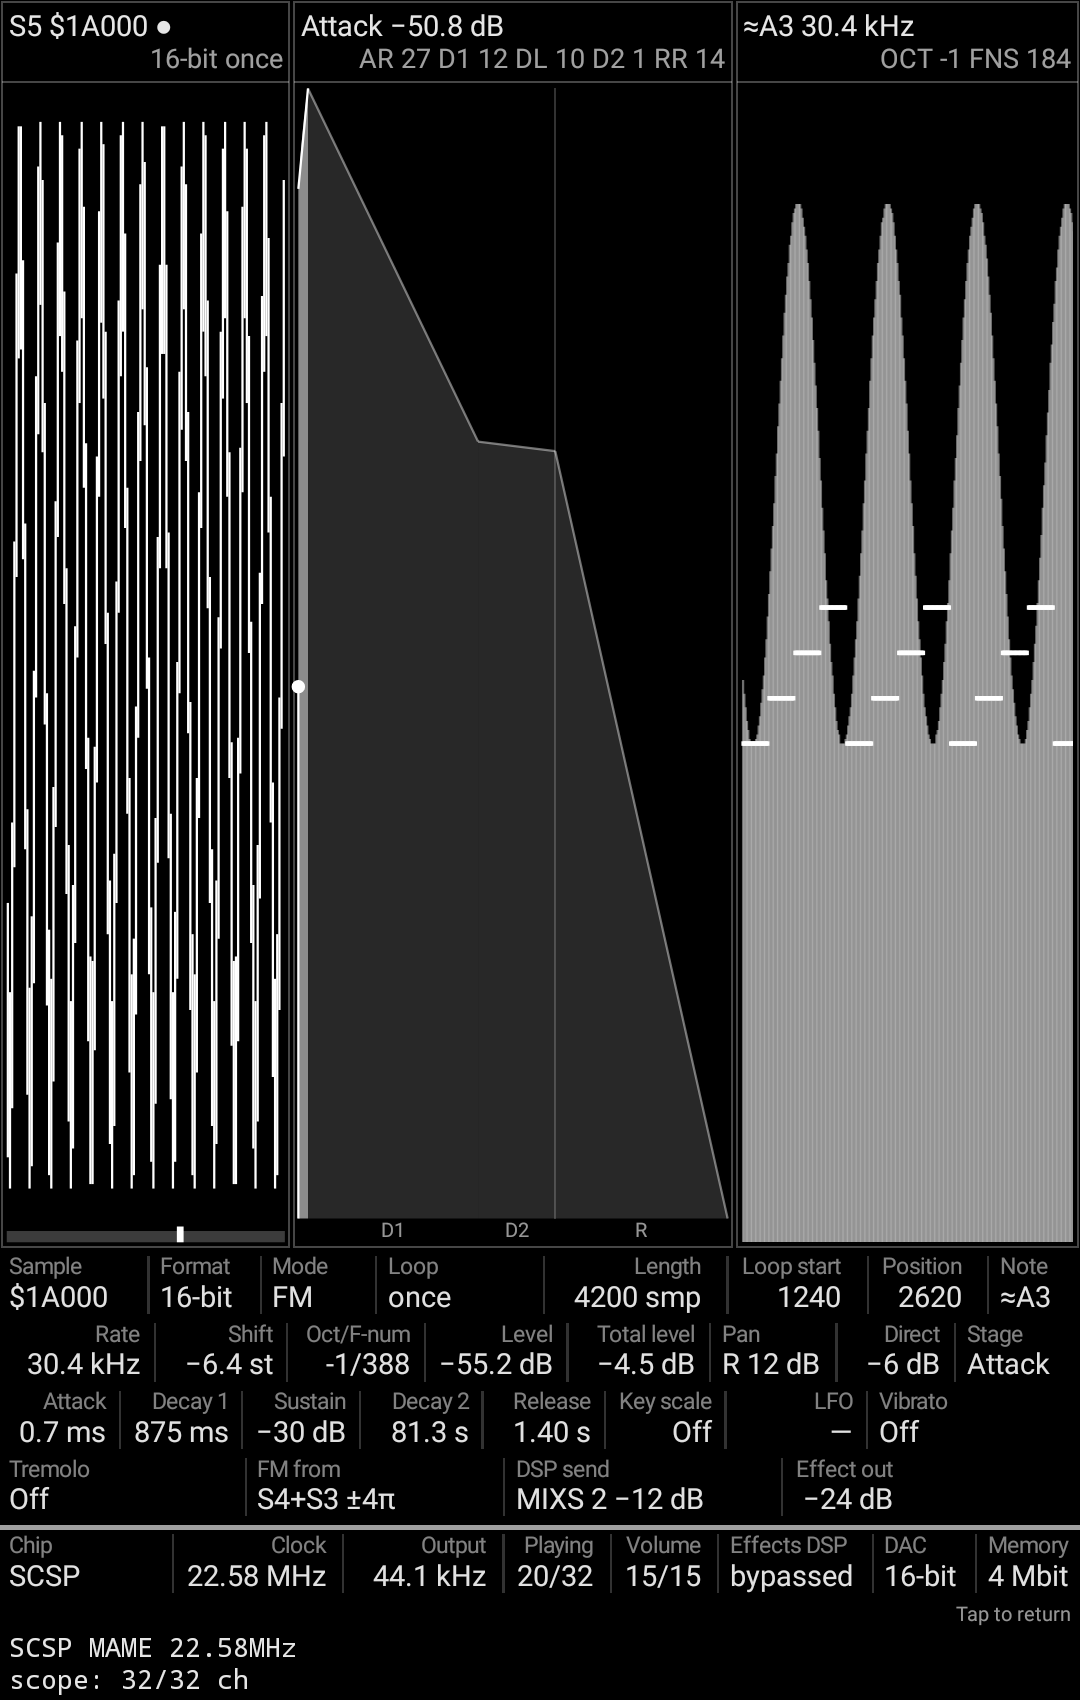 S5 $1A000 ●
16-bit once
Attack −50.8 dB
AR 27 D1 12 DL 10 D2 1 RR 14
≈A3 30.4 kHz
OCT -1 FNS 184
D1 D2 R
Sample Format Mode Loop Length Loop start Position Note
$1A000 16-bit FM once 4200 smp 1240 2620 ≈A3
Rate Shift Oct/F-num Level Total level Pan Direct Stage
30.4 kHz −6.4 st -1/388 −55.2 dB −4.5 dB R 12 dB −6 dB Attack
Attack Decay 1 Sustain Decay 2 Release Key scale LFO Vibrato
0.7 ms 875 ms −30 dB 81.3 s 1.40 s Off — Off
Tremolo FM from DSP send Effect out
Off S4+S3 ±4π MIXS 2 −12 dB −24 dB
Chip Clock Output Playing Volume Effects DSP DAC Memory
SCSP 22.58 MHz 44.1 kHz 20/32 15/15 bypassed 16-bit 4 Mbit
Tap to return
SCSP MAME 22.58MHz
scope: 32/32 ch